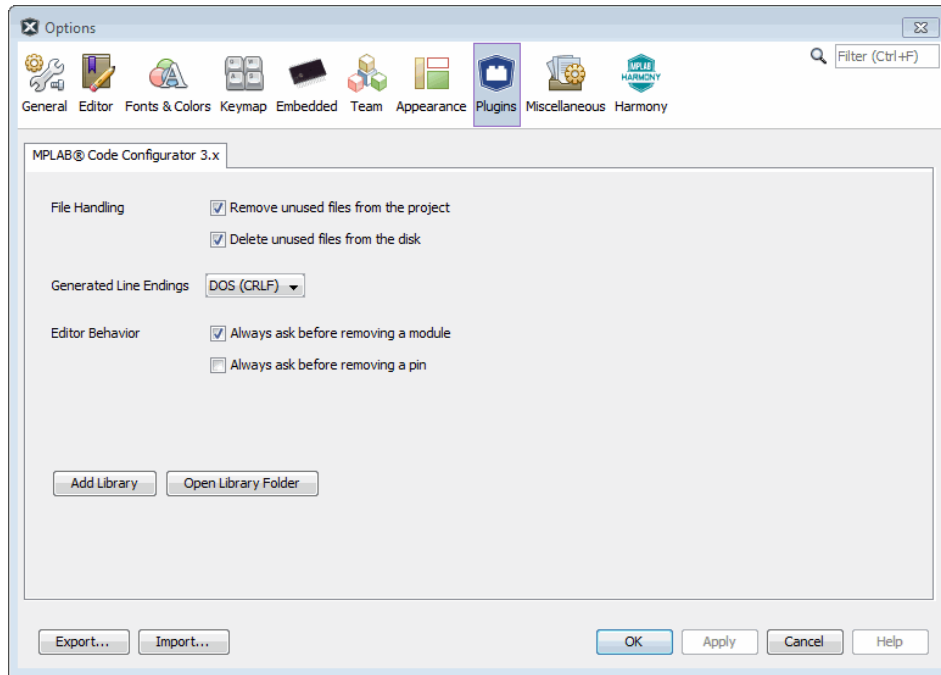 Options
Filter (Ctrl+F)
General Editor Fonts & Colors Keymap Embedded Team Appearance Plugins Miscellaneous Harmony
MPLAB
HARMONY
MPLAB® Code Configurator 3.x
File Handling Remove unused files from the project
Delete unused files from the disk
Generated Line Endings DOS (CRLF)
Editor Behavior Always ask before removing a module
Always ask before removing a pin
Add Library Open Library Folder
Export... Import... OK Apply Cancel Help